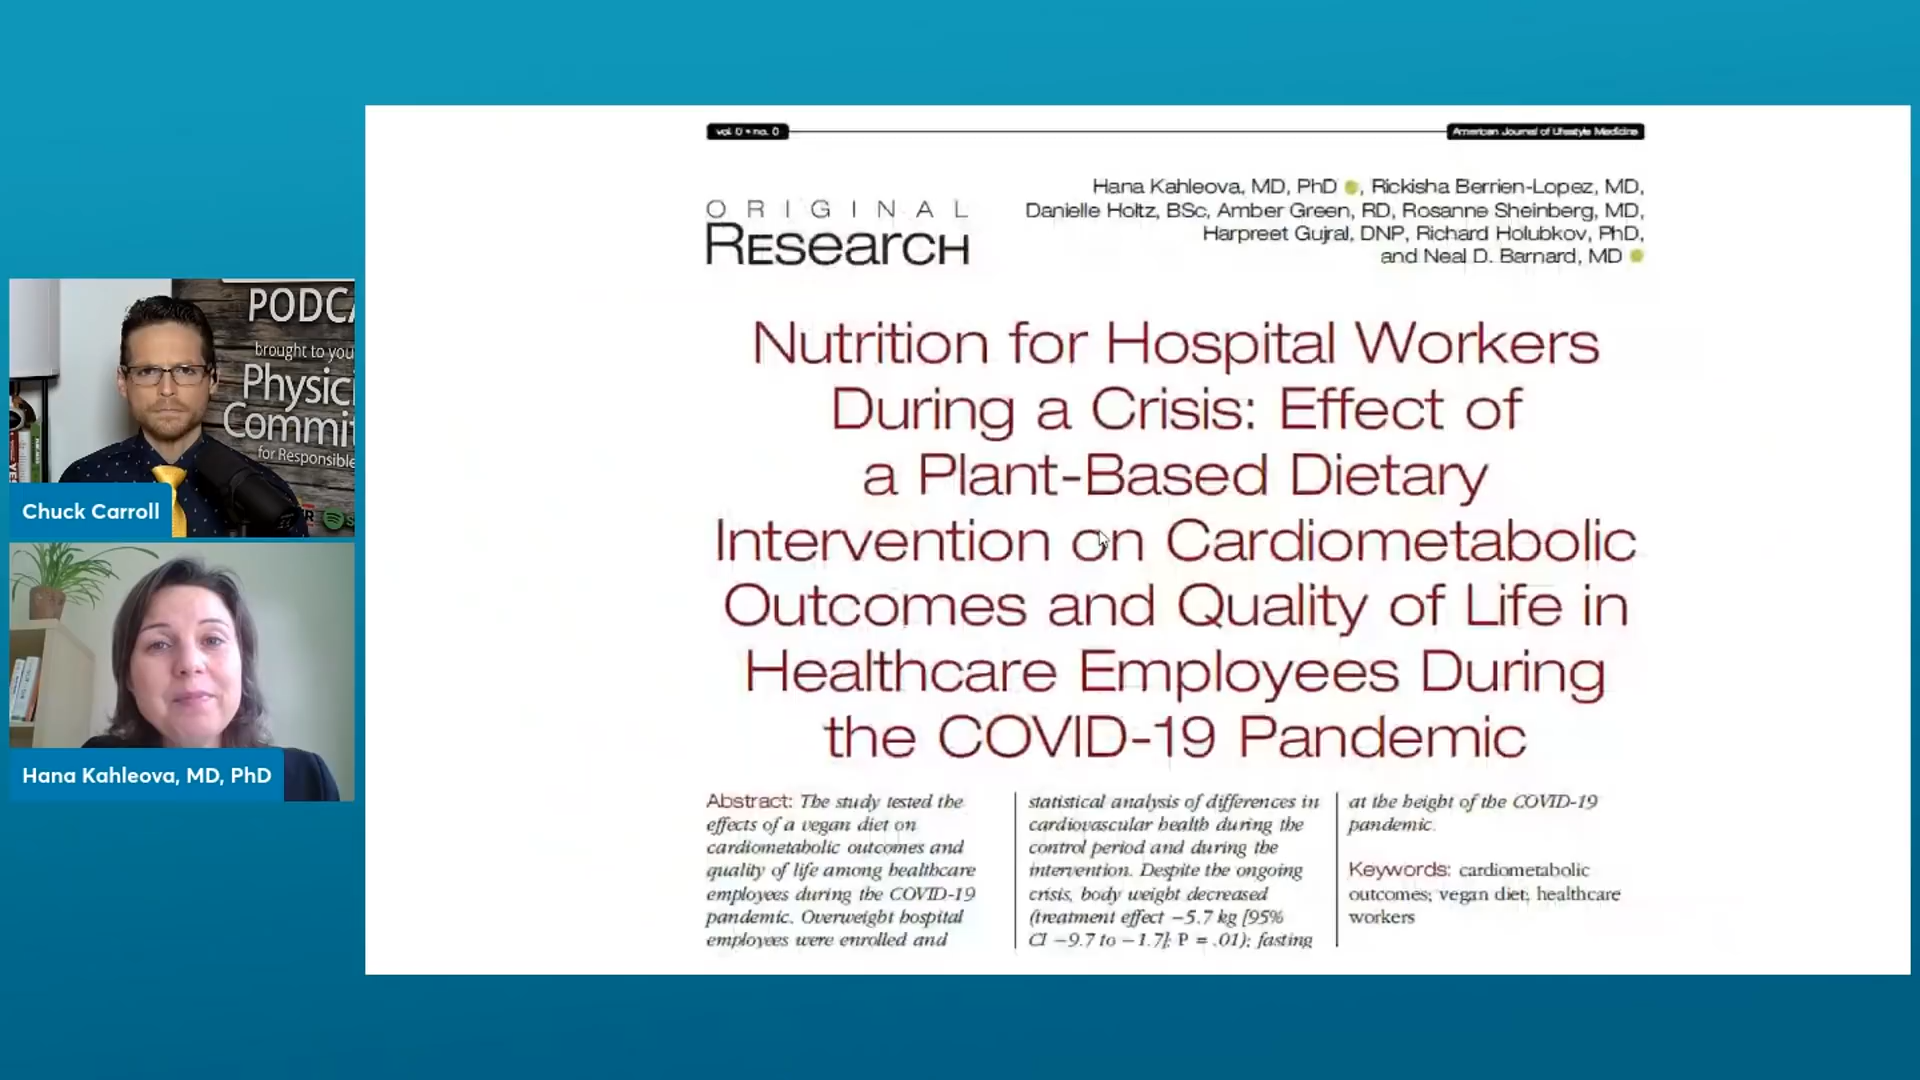 vol. 0 • no. 0
American Journal of Lifestyle Medicine
ORIGINAL
RESEARCH
Hana Kahleova, MD, PhD, Rickisha Berrien-Lopez, MD,
Danielle Holtz, BSc, Amber Green, RD, Rosanne Sheinberg, MD,
Harpreet Gujral, DNP, Richard Holubkov, PhD,
and Neal D. Barnard, MD
Nutrition for Hospital Workers
During a Crisis: Effect of
a Plant-Based Dietary
Intervention on Cardiometabolic
Outcomes and Quality of Life in
Healthcare Employees During
the COVID-19 Pandemic
Abstract: The study tested the
effects of a vegan diet on
cardiometabolic outcomes and
quality of life among healthcare
employees during the COVID-19
pandemic. Overweight hospital
employees were enrolled and
statistical analysis of differences in
cardiovascular health during the
control period and during the
intervention. Despite the ongoing
crisis, body weight decreased
(treatment effect −5.7 kg [95%
CI −9.7 to −1.7]; P = .01); fasting
at the height of the COVID-19
pandemic.
Keywords: cardiometabolic
outcomes; vegan diet; healthcare
workers
PODCA
brought to you
Physici
Commit
for Responsible
Chuck Carroll
Hana Kahleova, MD, PhD